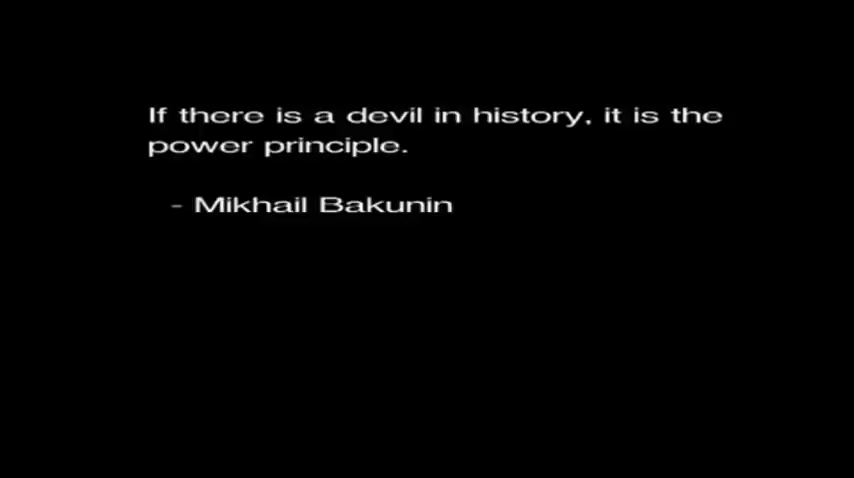 If there is a devil in history, it is the
power principle.
- Mikhail Bakunin